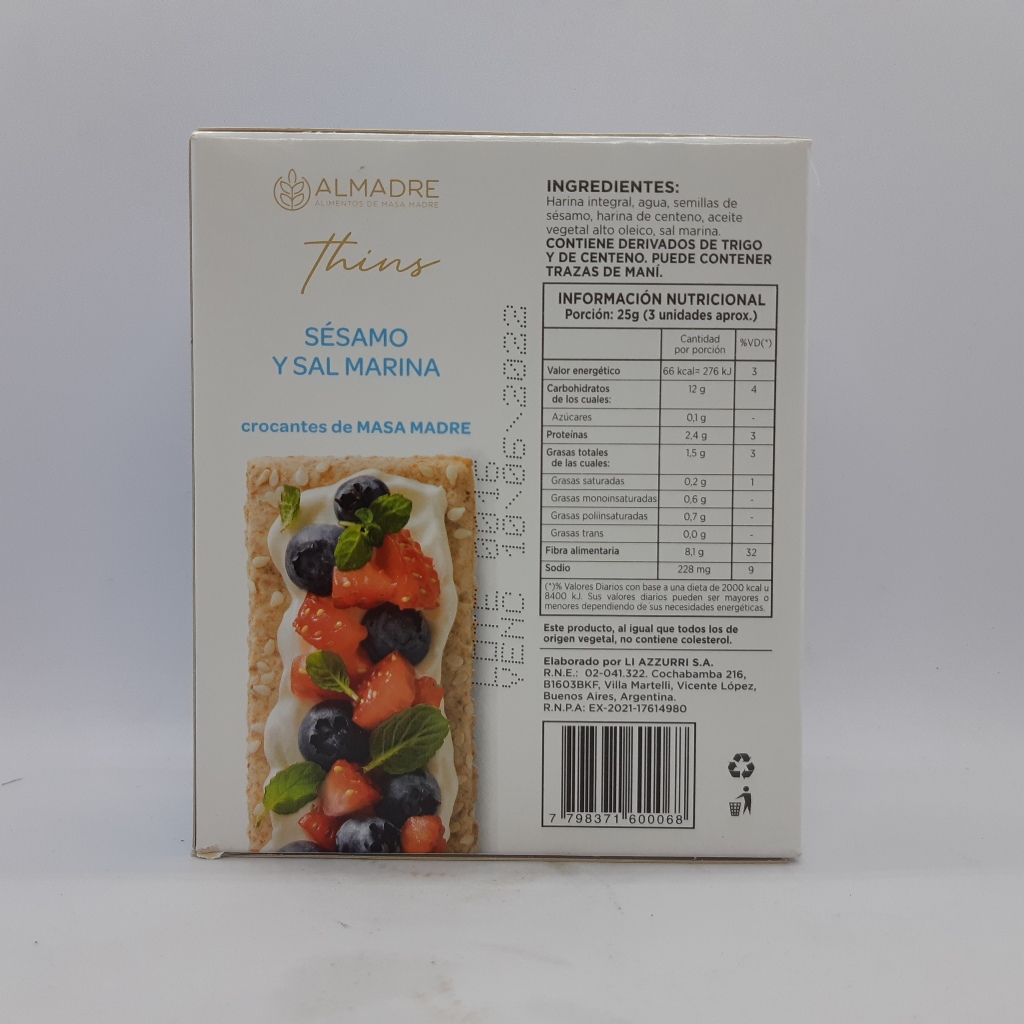 ALMADRE
ALIMENTOS DE MASA MADRE
Thins
SÉSAMO
Y SAL MARINA
crocantes de MASA MADRE
LOTE 9046
VENC 10-06-2022
INGREDIENTES:
Harina integral, agua, semillas de
sésamo, harina de centeno, aceite
vegetal alto oleico, sal marina.
CONTIENE DERIVADOS DE TRIGO
Y DE CENTENO. PUEDE CONTENER
TRAZAS DE MANÍ.
INFORMACIÓN NUTRICIONAL
Porción: 25g (3 unidades aprox.)
Cantidad
por porción
%VD(*)
Valor energético 66 kcal= 276 kJ 3
Carbohidratos 12 g 4
de los cuales:
Azúcares 0,1 g -
Proteínas 2,4 g 3
Grasas totales 1,5 g 3
de las cuales:
Grasas saturadas 0,2 g 1
Grasas monoinsaturadas 0,6 g -
Grasas poliinsaturadas 0,7 g -
Grasas trans 0,0 g -
Fibra alimentaria 8,1 g 32
Sodio 228 mg 9
(*)% Valores Diarios con base a una dieta de 2000 kcal u
8400 kJ. Sus valores diarios pueden ser mayores o
menores dependiendo de sus necesidades energéticas.
Este producto, al igual que todos los de
origen vegetal, no contiene colesterol.
Elaborado por LI AZZURRI S.A.
R.N.E.: 02-041.322. Cochabamba 216,
B1603BKF, Villa Martelli, Vicente López,
Buenos Aires, Argentina.
R.N.P.A: EX-2021-17614980
7 798371 600068